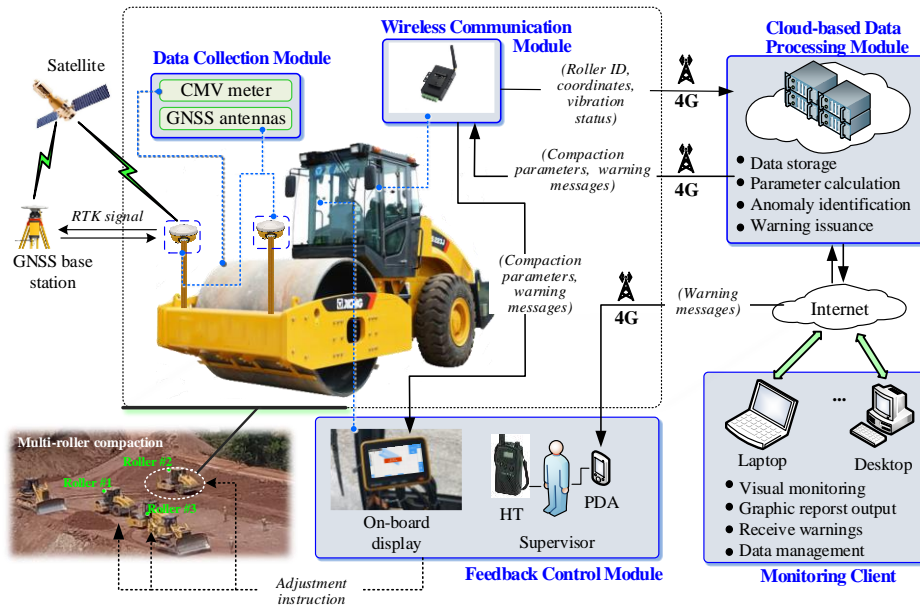 Wireless Communication
Module
Cloud-based Data
Processing Module
Data Collection Module
CMV meter
GNSS antennas
Satellite
(Roller ID,
coordinates,
vibration
status)
4G
(Compaction
parameters, warning
messages)
4G
Data storage
Parameter calculation
Anomaly identification
Warning issuance
RTK signal
GNSS base
station
(Compaction
parameters,
warning
messages)
XCMG
4G
(Warning
messages)
Internet
Multi-roller compaction
Roller #2
Roller #1
Roller #3
On-board
display
HT
PDA
Supervisor
Feedback Control Module
Adjustment
instruction
...
Laptop
Desktop
Visual monitoring
Graphic reporst output
Receive warnings
Data management
Monitoring Client